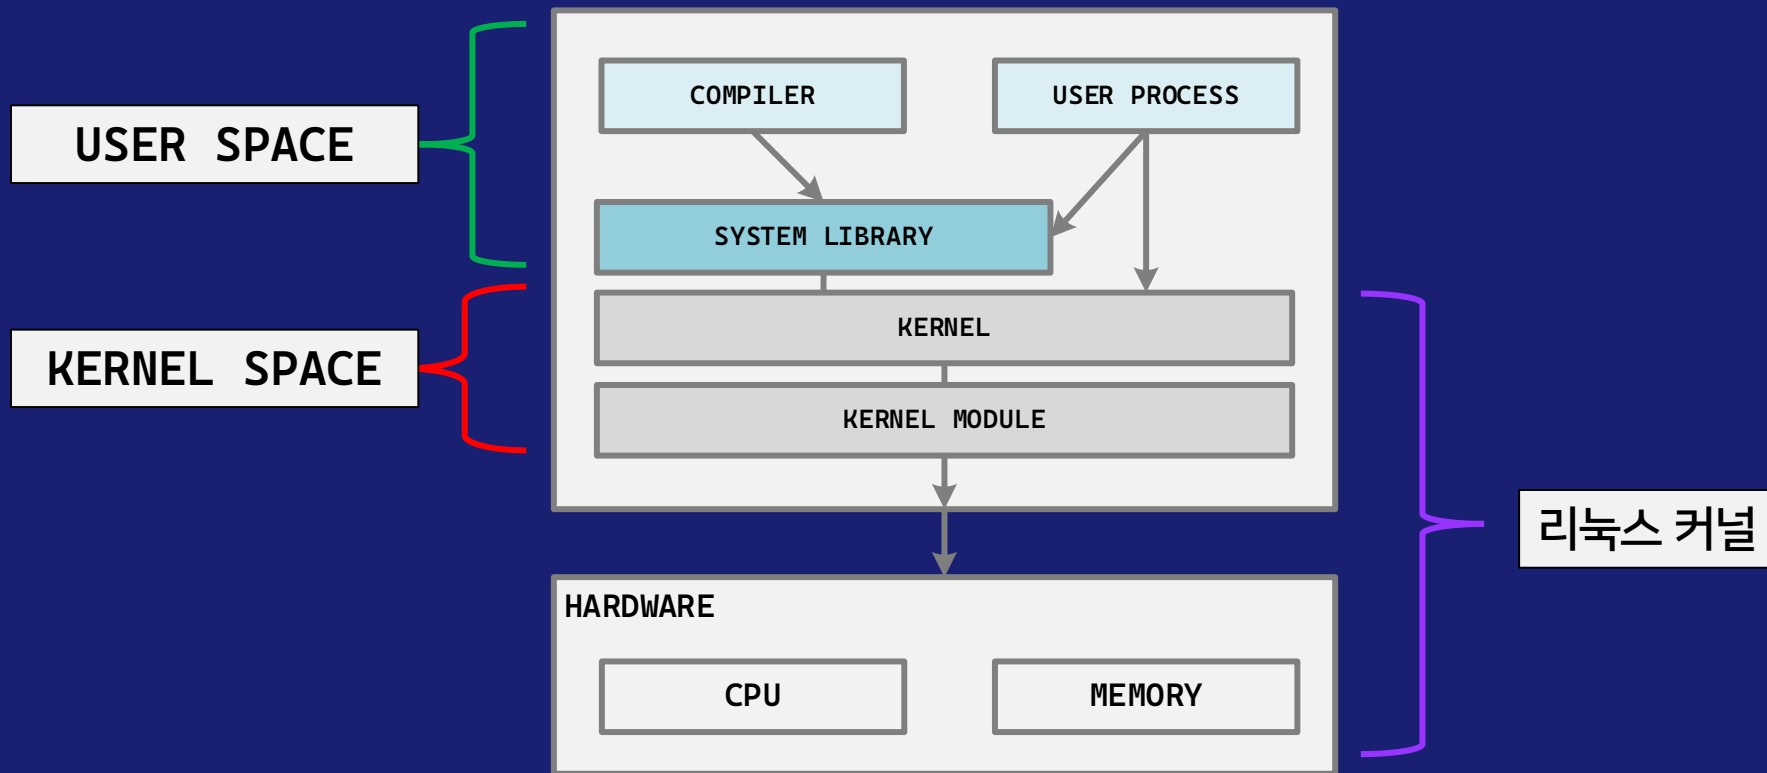 COMPILER
USER PROCESS
USER SPACE
SYSTEM LIBRARY
KERNEL
KERNEL SPACE
KERNEL MODULE
리눅스 커널
HARDWARE
CPU
MEMORY